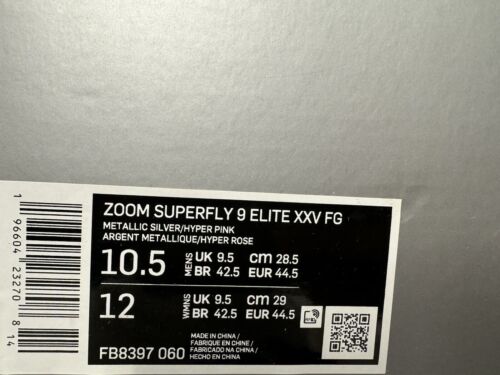 ZOOM SUPERFLY 9 ELITE XXV FG
METALLIC SILVER/HYPER PINK
ARGENT METALLIQUE/HYPER ROSE
10.5 MENS UK 9.5 cm 28.5
BR 42.5 EUR 44.5
12 WMNS UK 9.5 cm 29
BR 42.5 EUR 44.5
FB8397 060
MADE IN CHINA /
FABRIQUE EN CHINE /
FABRICADO NA CHINA /
HECHO EN CHINA
1 96604 23270 8 14